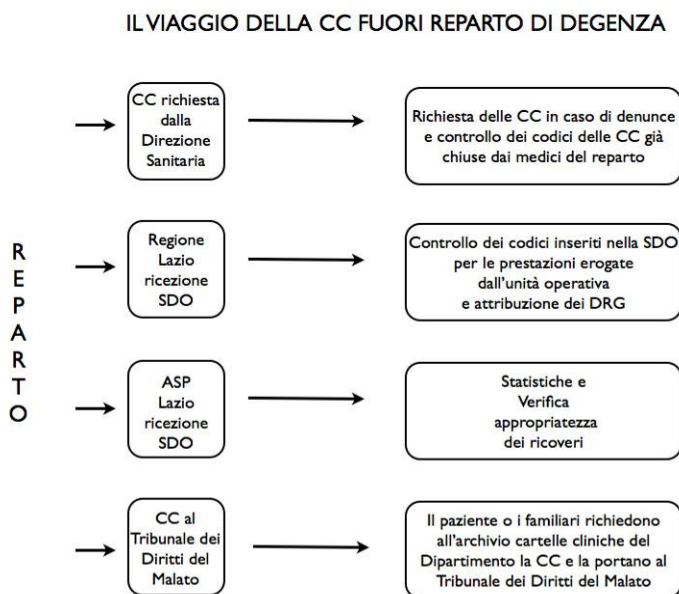 IL VIAGGIO DELLA CC FUORI REPARTO DI DEGENZA
REPARTO
CC richiesta
dalla
Direzione
Sanitaria
Richiesta delle CC in caso di denunce
e controllo dei codici delle CC già
chiuse dai medici del reparto
Regione
Lazio
ricezione
SDO
Controllo dei codici inseriti nella SDO
per le prestazioni erogate
dall'unità operativa
e attribuzione dei DRG
ASP
Lazio
ricezione
SDO
Statistiche e
Verifica
appropriatezza
dei ricoveri
CC al
Tribunale dei
Diritti del
Malato
Il paziente o i familiari richiedono
all'archivio cartelle cliniche del
Dipartimento la CC e la portano al
Tribunale dei Diritti del Malato